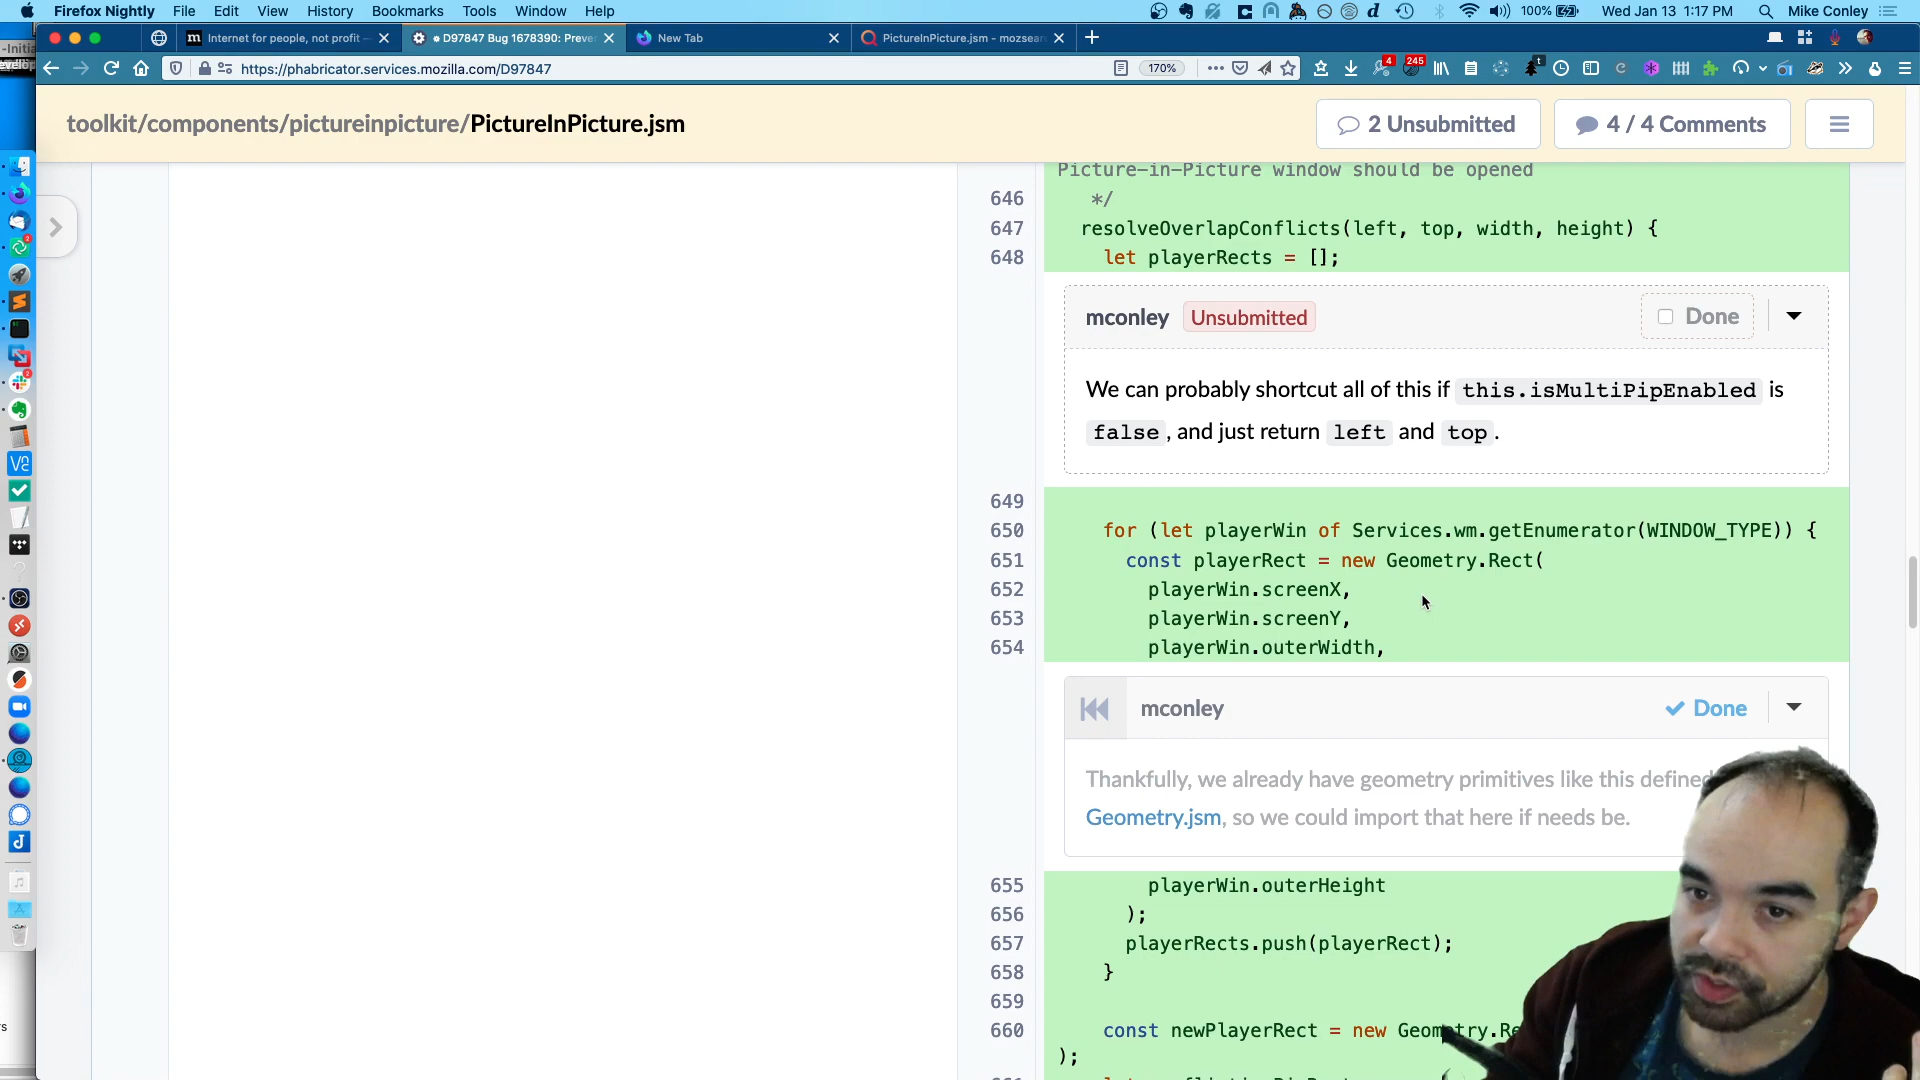 Firefox Nightly File Edit View History Bookmarks Tools Window Help 100% Wed Jan 13 1:17 PM Mike Conley
Internet for people, not profit D97847 Bug 1678390: Preve New Tab PictureInPicture.jsm - mozsear
https://phabricator.services.mozilla.com/D97847 170% 4 245
toolkit/components/pictureinpicture/PictureInPicture.jsm 2 Unsubmitted 4 / 4 Comments
Picture-in-Picture window should be opened
646 */
647 resolveOverlapConflicts(left, top, width, height) {
648 let playerRects = [];
mconley Unsubmitted Done
We can probably shortcut all of this if this.isMultiPipEnabled is
false, and just return left and top.
649
650 for (let playerWin of Services.wm.getEnumerator(WINDOW_TYPE)) {
651 const playerRect = new Geometry.Rect(
652 playerWin.screenX,
653 playerWin.screenY,
654 playerWin.outerWidth,
mconley Done
Thankfully, we already have geometry primitives like this defined
Geometry.jsm, so we could import that here if needs be.
655 playerWin.outerHeight
656 );
657 playerRects.push(playerRect);
658 }
659
660 const newPlayerRect = new Geometry.Re
);